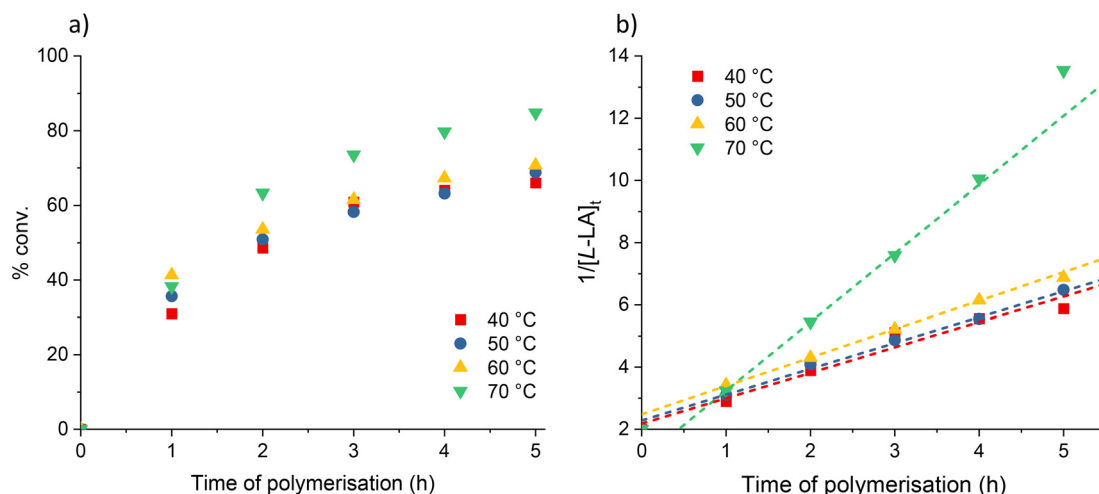 a)
% conv.
100
80
60
40
20
0
40 °C
50 °C
60 °C
70 °C
0 1 2 3 4 5
Time of polymerisation (h)
b)
1/[L-LA]t
14
12
10
8
6
4
2
40 °C
50 °C
60 °C
70 °C
0 1 2 3 4 5
Time of polymerisation (h)